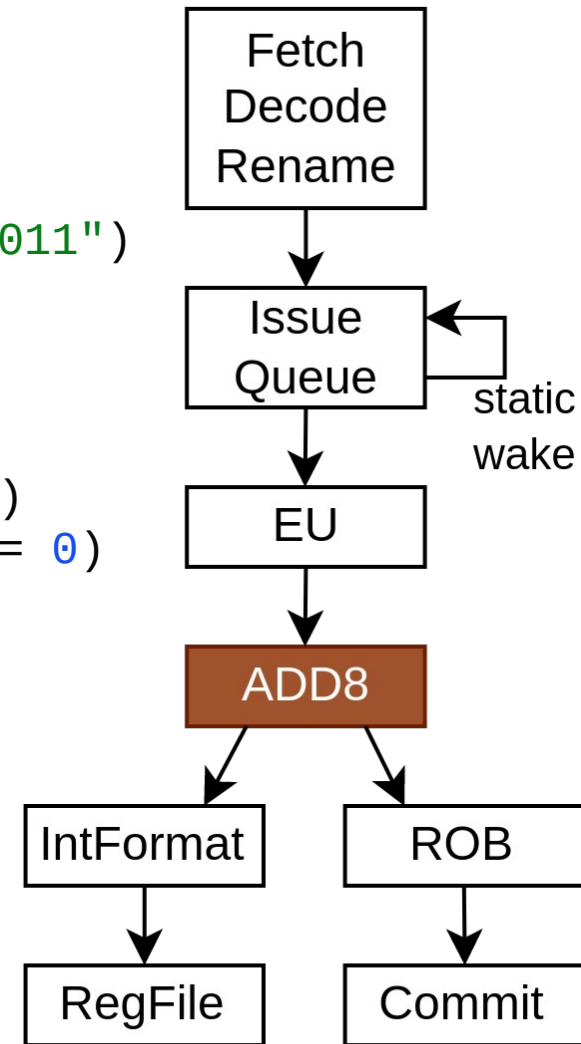 Fetch
Decode
Rename
011")
Issue
Queue
static
wake
)
= 0)
EU
ADD8
IntFormat
ROB
RegFile
Commit